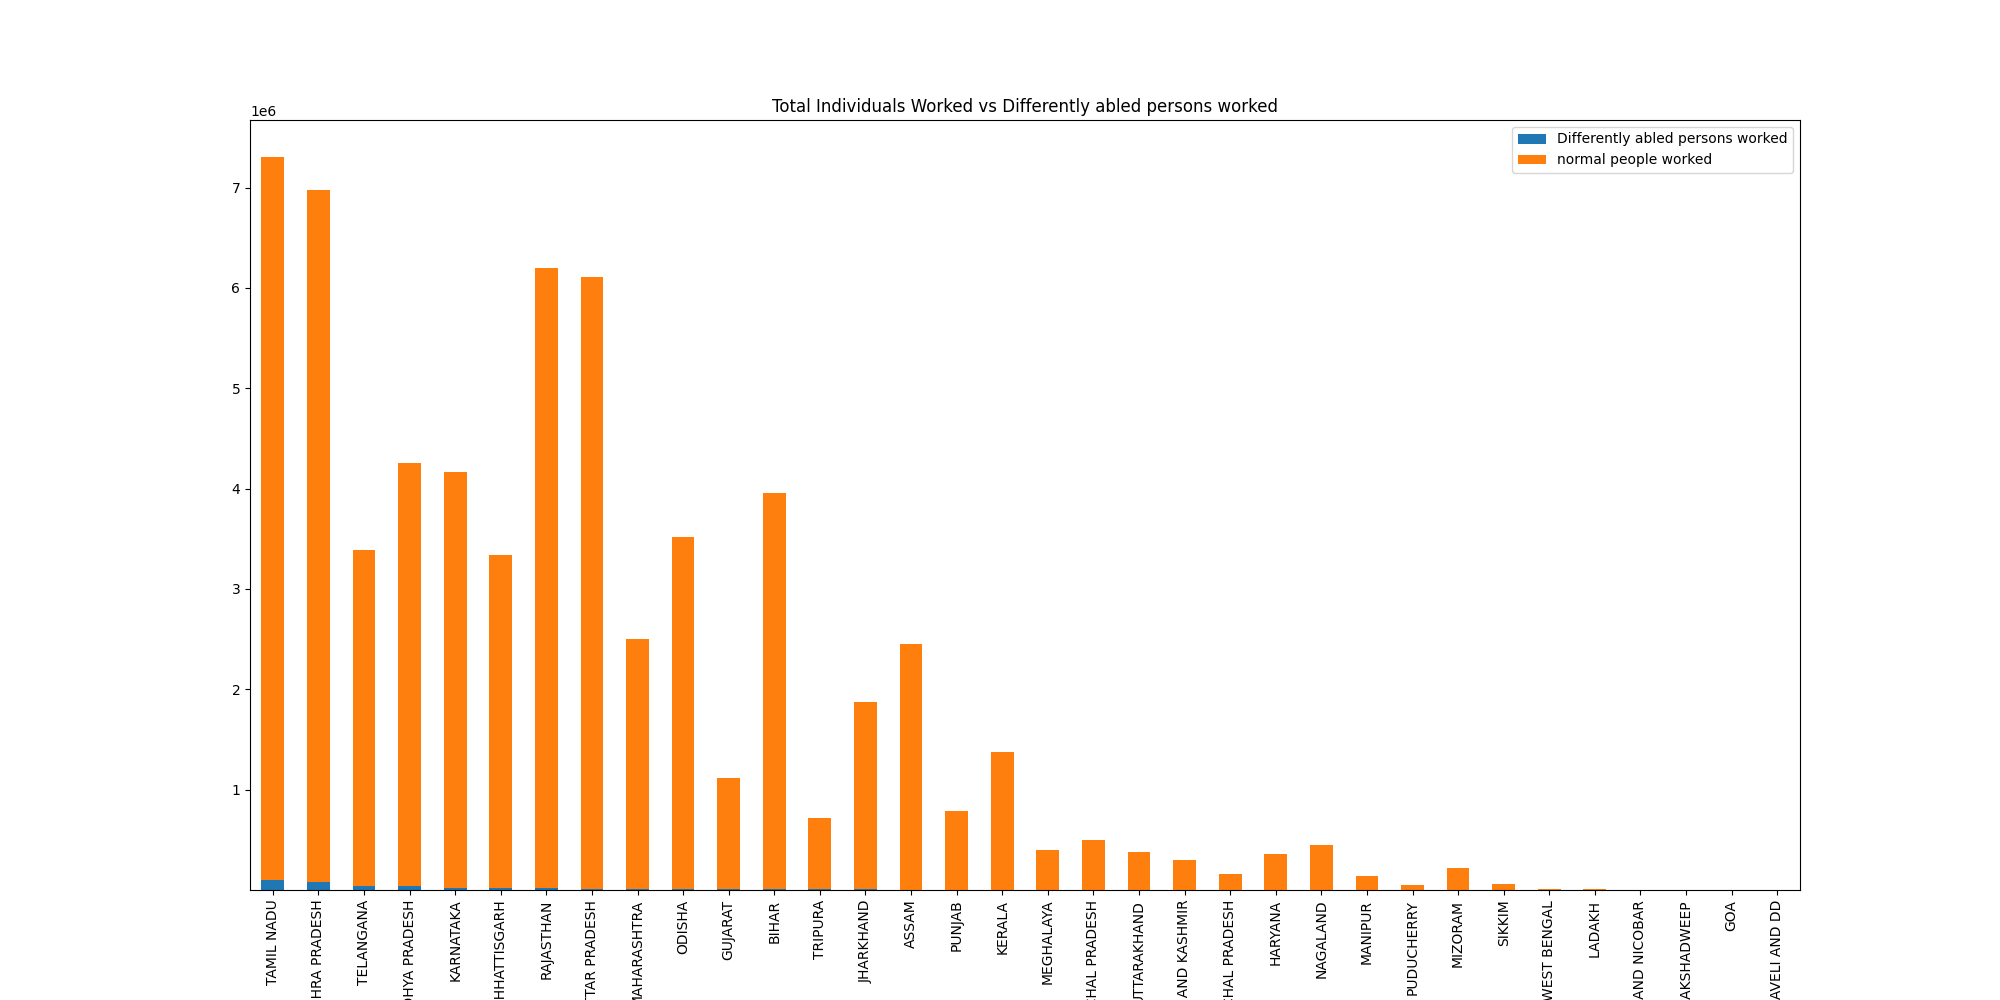 Total Individuals Worked vs Differently abled persons worked
1e6
Differently abled persons worked
normal people worked
7
6
5
4
3
2
1
TAMIL NADU
HRA PRADESH
TELANGANA
DHYA PRADESH
KARNATAKA
HHATTISGARH
RAJASTHAN
TTAR PRADESH
MAHARASHTRA
ODISHA
GUJARAT
BIHAR
TRIPURA
JHARKHAND
ASSAM
PUNJAB
KERALA
MEGHALAYA
CHAL PRADESH
UTTARAKHAND
AND KASHMIR
CHAL PRADESH
HARYANA
NAGALAND
MANIPUR
PUDUCHERRY
MIZORAM
SIKKIM
WEST BENGAL
LADAKH
AND NICOBAR
AKSHADWEEP
GOA
AVELI AND DD